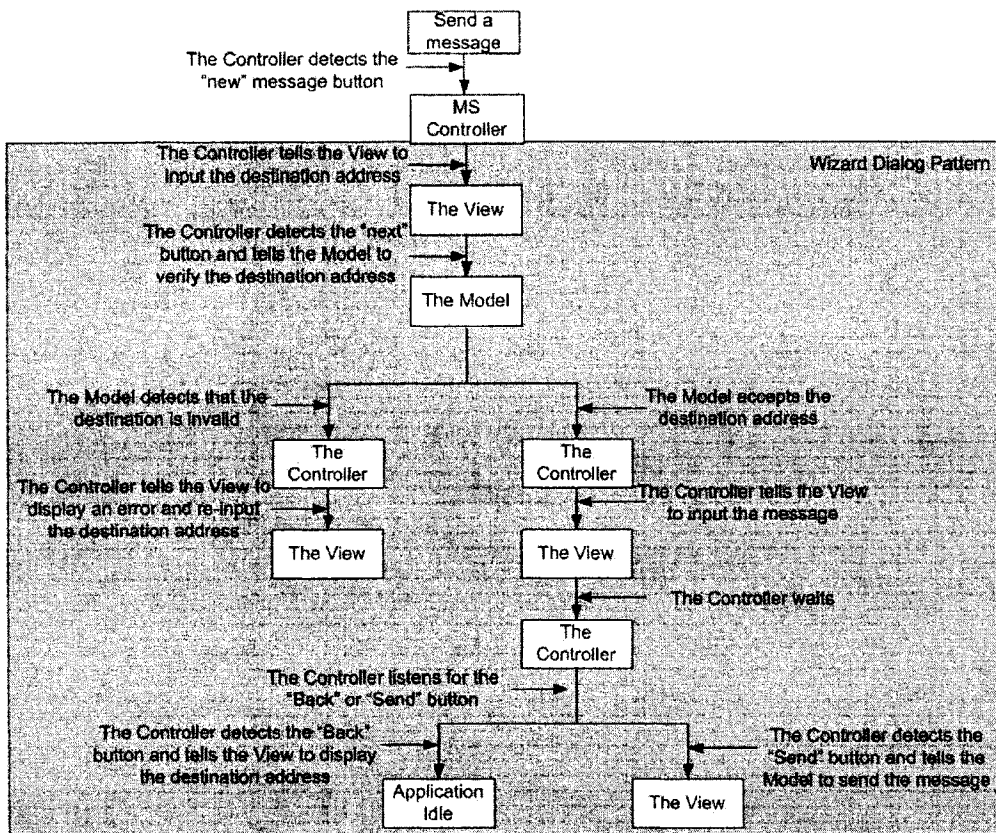 Send a
message
The Controller detects the
"new" message button
MS
Controller
The Controller tells the View to
input the destination address
Wizard Dialog Pattern
The View
The Controller detects the "next"
button and tells the Model to
verify the destination address
The Model
The Model detects that the
destination is invalid
The Model accepts the
destination address
The
Controller
The
Controller
The Controller tells the View to
display an error and re-input
the destination address
The Controller tells the View
to input the message
The View
The View
The Controller waits
The
Controller
The Controller listens for the
"Back" or "Send" button
The Controller detects the "Back"
button and tells the View to display
the destination address
The Controller detects the
"Send" button and tells the
Model to send the message
Application
Idle
The View